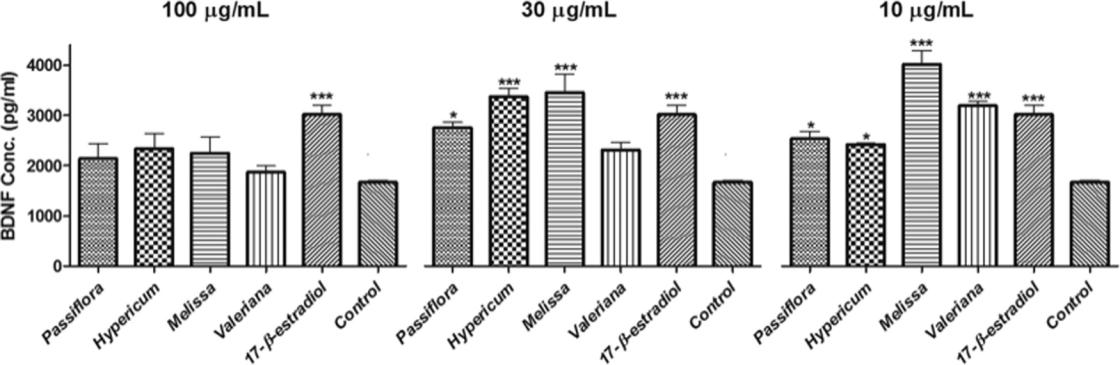 100 µg/mL
30 µg/mL
10 µg/mL
BDNF Conc. (pg/ml)
4000
3000
2000
1000
0
***
*
***
***
***
*
*
***
***
***
Passiflora
Hypericum
Melissa
Valeriana
17-β-estradiol
Control
Passiflora
Hypericum
Melissa
Valeriana
17-β-estradiol
Control
Passiflora
Hypericum
Melissa
Valeriana
17-β-estradiol
Control